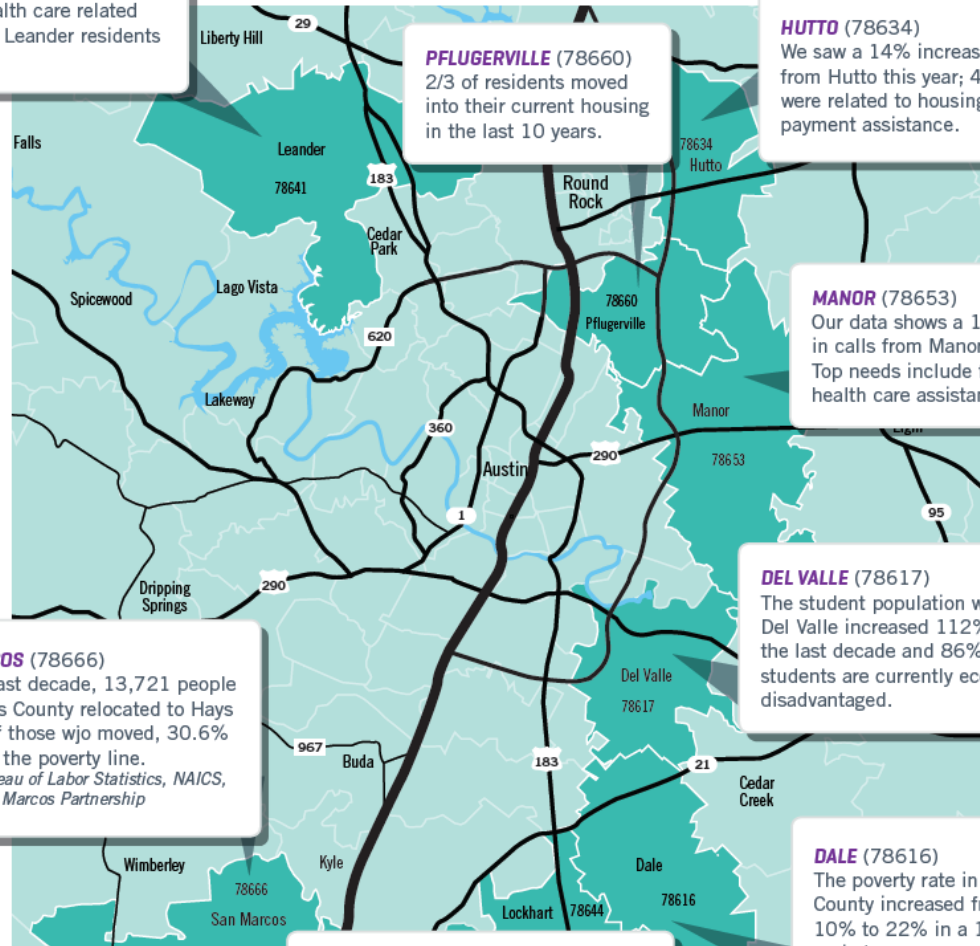 alth care related
Leander residents
29
Liberty Hill
PFLUGERVILLE (78660)
2/3 of residents moved
into their current housing
in the last 10 years.
HUTTO (78634)
We saw a 14% increas
from Hutto this year; 4
were related to housing
payment assistance.
Falls
Leander
78641
183
78634
Hutto
Round
Rock
Cedar
Park
Lago Vista
Spicewood
78660
Pflugerville
620
MANOR (78653)
Our data shows a 1
in calls from Manor
Top needs include f
health care assistan
Lakeway
360
Manor
Elgin
290
78653
Austin
1
95
Dripping
Springs
290
DEL VALLE (78617)
The student population w
Del Valle increased 112%
the last decade and 86%
students are currently eco
disadvantaged.
OS (78666)
ast decade, 13,721 people
s County relocated to Hays
f those wjo moved, 30.6%
the poverty line.
eau of Labor Statistics, NAICS,
Marcos Partnership
Del Valle
78617
967
Buda
183
21
Cedar
Creek
Wimberley
Kyle
78666
San Marcos
Dale
78616
Lockhart
78644
DALE (78616)
The poverty rate in
County increased fr
10% to 22% in a 1